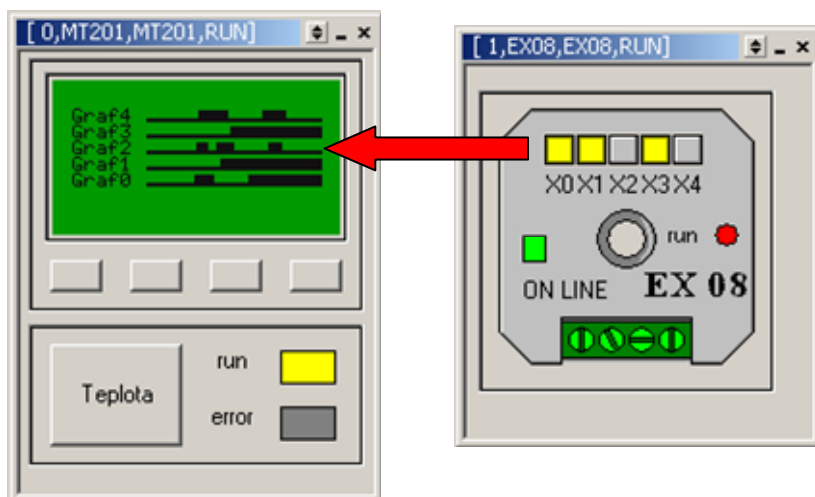 [ 0,MT201,MT201,RUN]
Graf4
Graf3
Graf2
Graf1
Graf0
Teplota
run
error
[ 1,EX08,EX08,RUN]
X0 X1 X2 X3 X4
run
ON LINE
EX 08